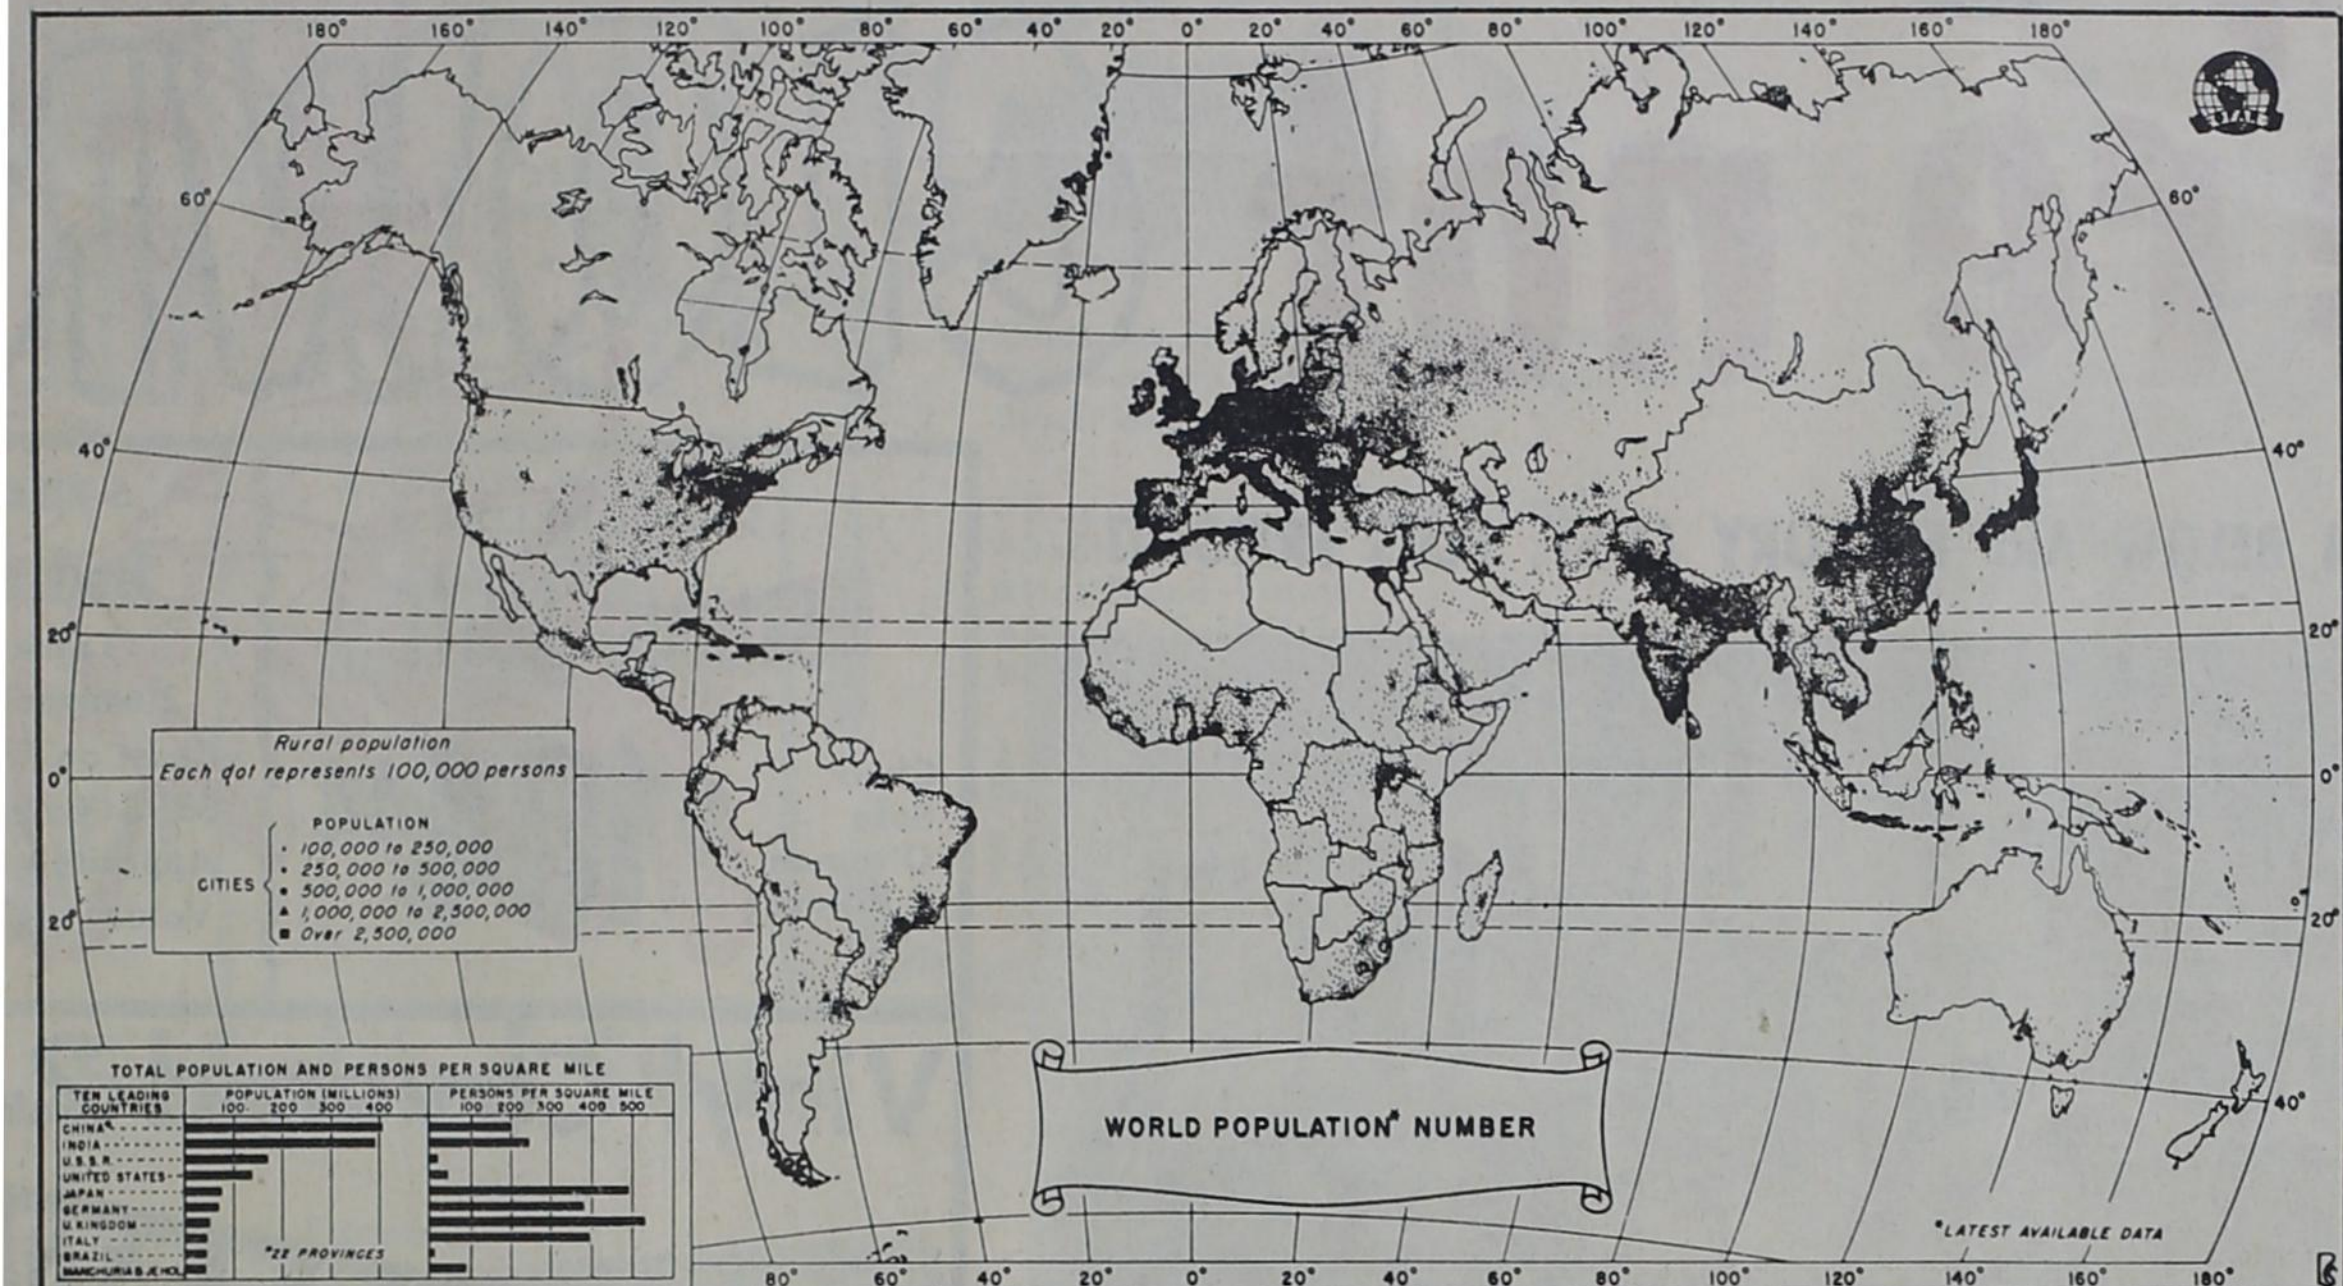 180° 160° 140° 120° 100° 80° 60° 40° 20° 0° 20° 40° 60° 80° 100° 120° 140° 160° 180°
60° 60°
40° 40°
20° 20°
0° 0°
20° 20°
40°
Rural population
Each dot represents 100,000 persons
POPULATION
100,000 to 250,000
250,000 to 500,000
CITIES 500,000 to 1,000,000
1,000,000 to 2,500,000
Over 2,500,000
TOTAL POPULATION AND PERSONS PER SQUARE MILE
TEN LEADING COUNTRIES POPULATION (MILLIONS) PERSONS PER SQUARE MILE
100 200 300 400 100 200 300 400 500
CHINA*
INDIA
U.S.S.R.
UNITED STATES
JAPAN
GERMANY
U. KINGDOM
ITALY
BRAZIL *22 PROVINCES
MANCHURIA & JEHOL
WORLD POPULATION* NUMBER
*LATEST AVAILABLE DATA
80° 60° 40° 20° 0° 20° 40° 60° 80° 100° 120° 140° 160° 180°